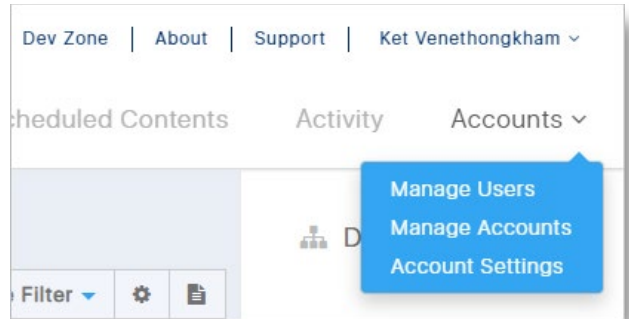 Dev Zone | About | Support | Ket Venethongkham
cheduled Contents Activity Accounts
Manage Users
D
Manage Accounts
Account Settings
Filter